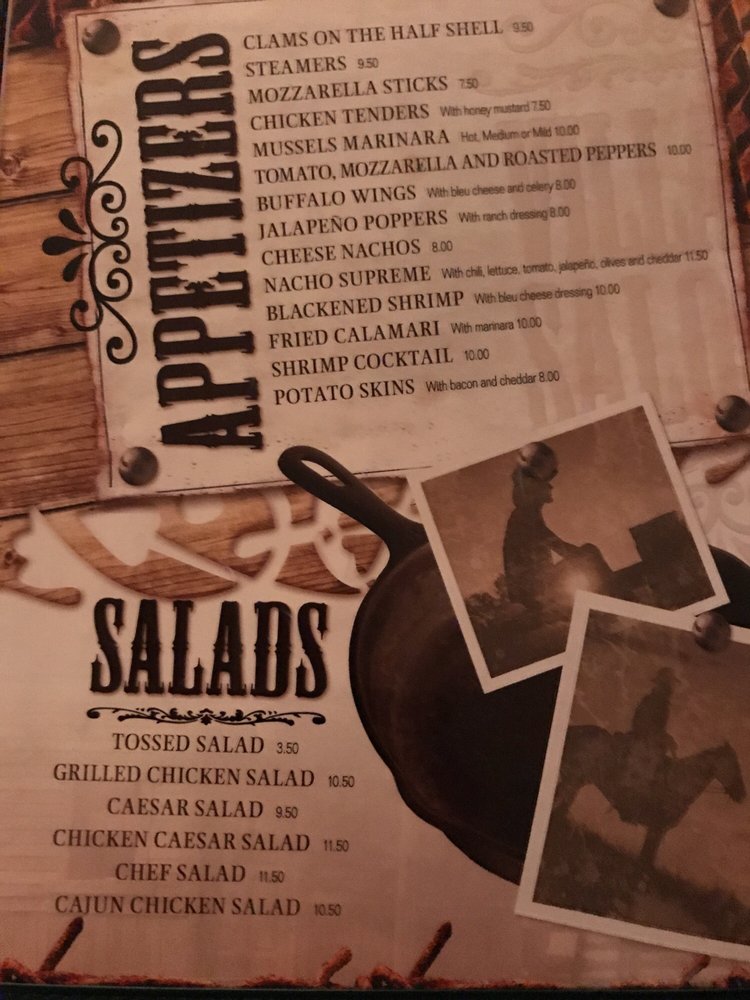 APPETIZERS
CLAMS ON THE HALF SHELL 9.50
STEAMERS 9.50
MOZZARELLA STICKS 7.50
CHICKEN TENDERS With honey mustard 7.50
MUSSELS MARINARA Hot, Medium or Mild 10.00
TOMATO, MOZZARELLA AND ROASTED PEPPERS 10.00
BUFFALO WINGS With bleu cheese and celery 8.00
JALAPEÑO POPPERS With ranch dressing 8.00
CHEESE NACHOS 8.00
NACHO SUPREME With chili, lettuce, tomato, jalapeño, olives and cheddar 11.50
BLACKENED SHRIMP With bleu cheese dressing 10.00
FRIED CALAMARI With marinara 10.00
SHRIMP COCKTAIL 10.00
POTATO SKINS With bacon and cheddar 8.00
SALADS
TOSSED SALAD 3.50
GRILLED CHICKEN SALAD 10.50
CAESAR SALAD 9.50
CHICKEN CAESAR SALAD 11.50
CHEF SALAD 11.50
CAJUN CHICKEN SALAD 10.50